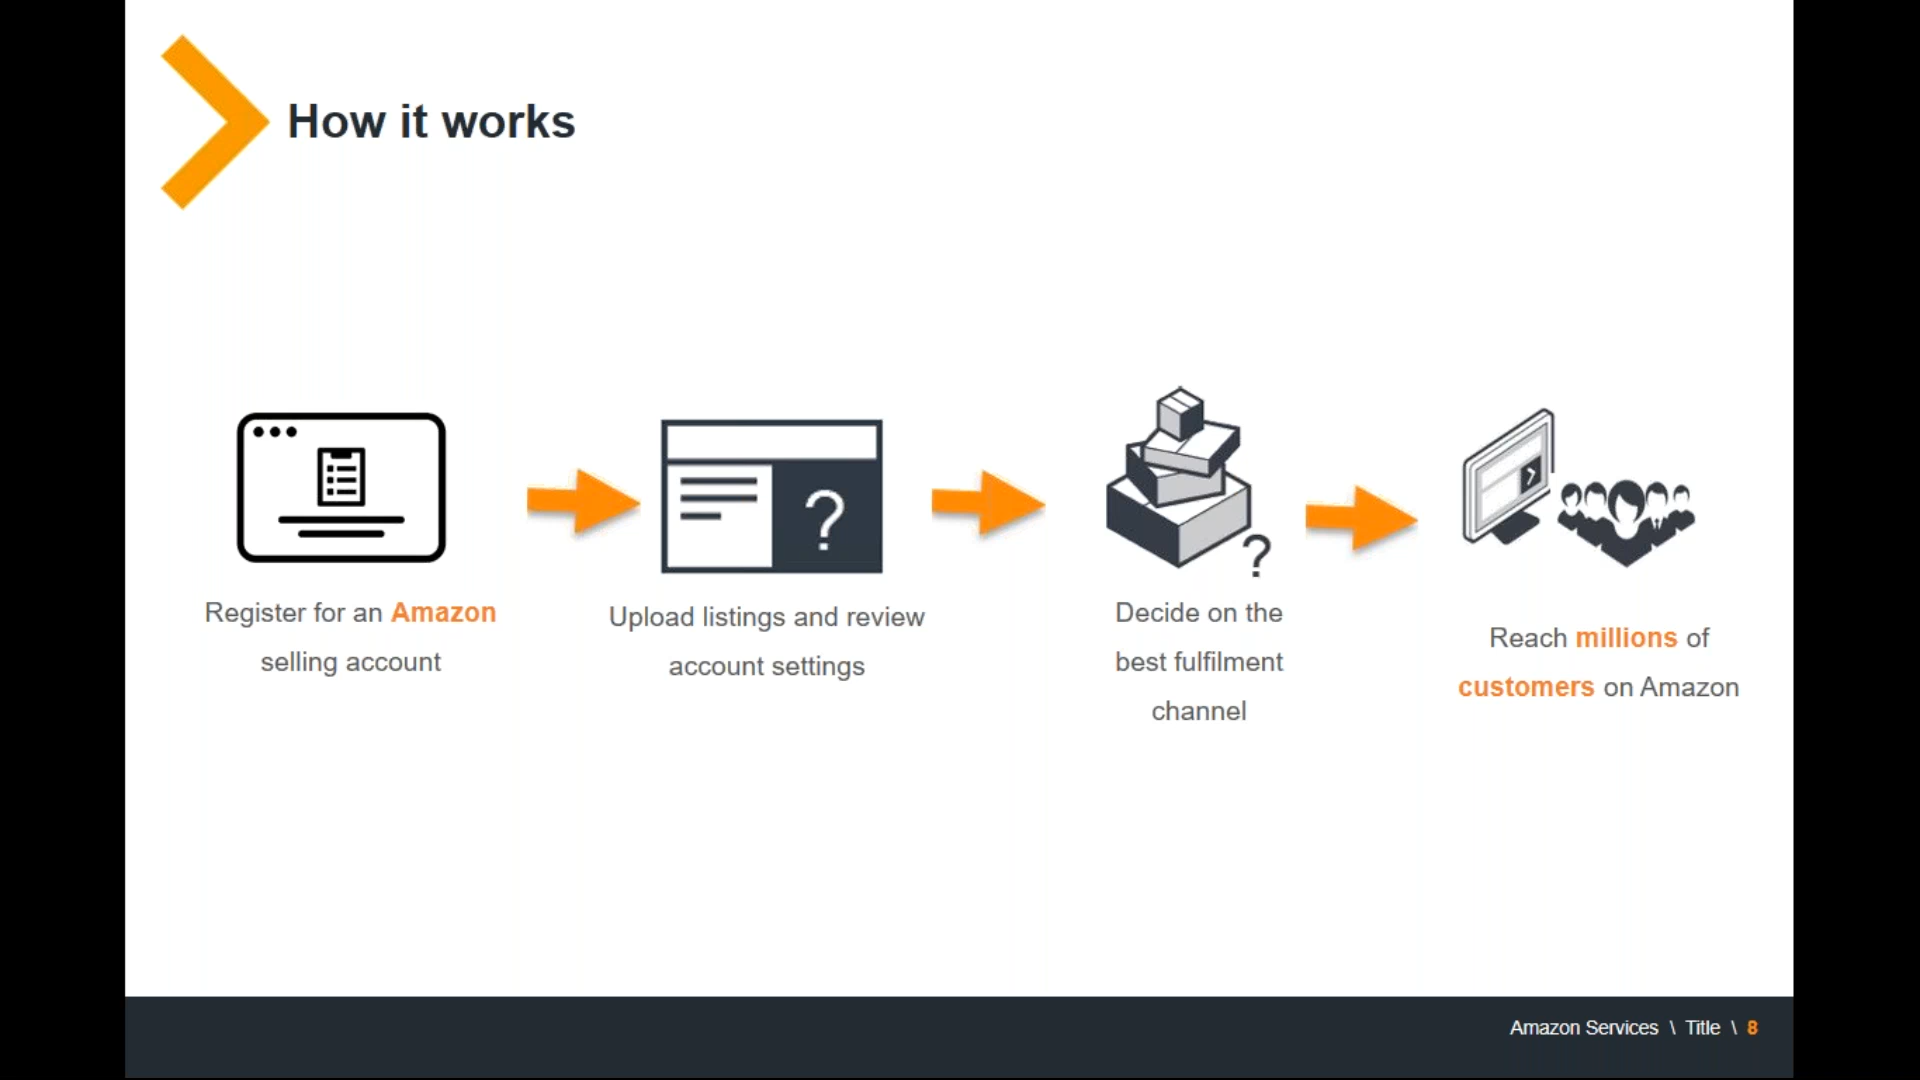 How it works
?
?
Register for an Amazon
selling account
Upload listings and review
account settings
Decide on the
best fulfilment
channel
Reach millions of
customers on Amazon
Amazon Services \ Title \ 8